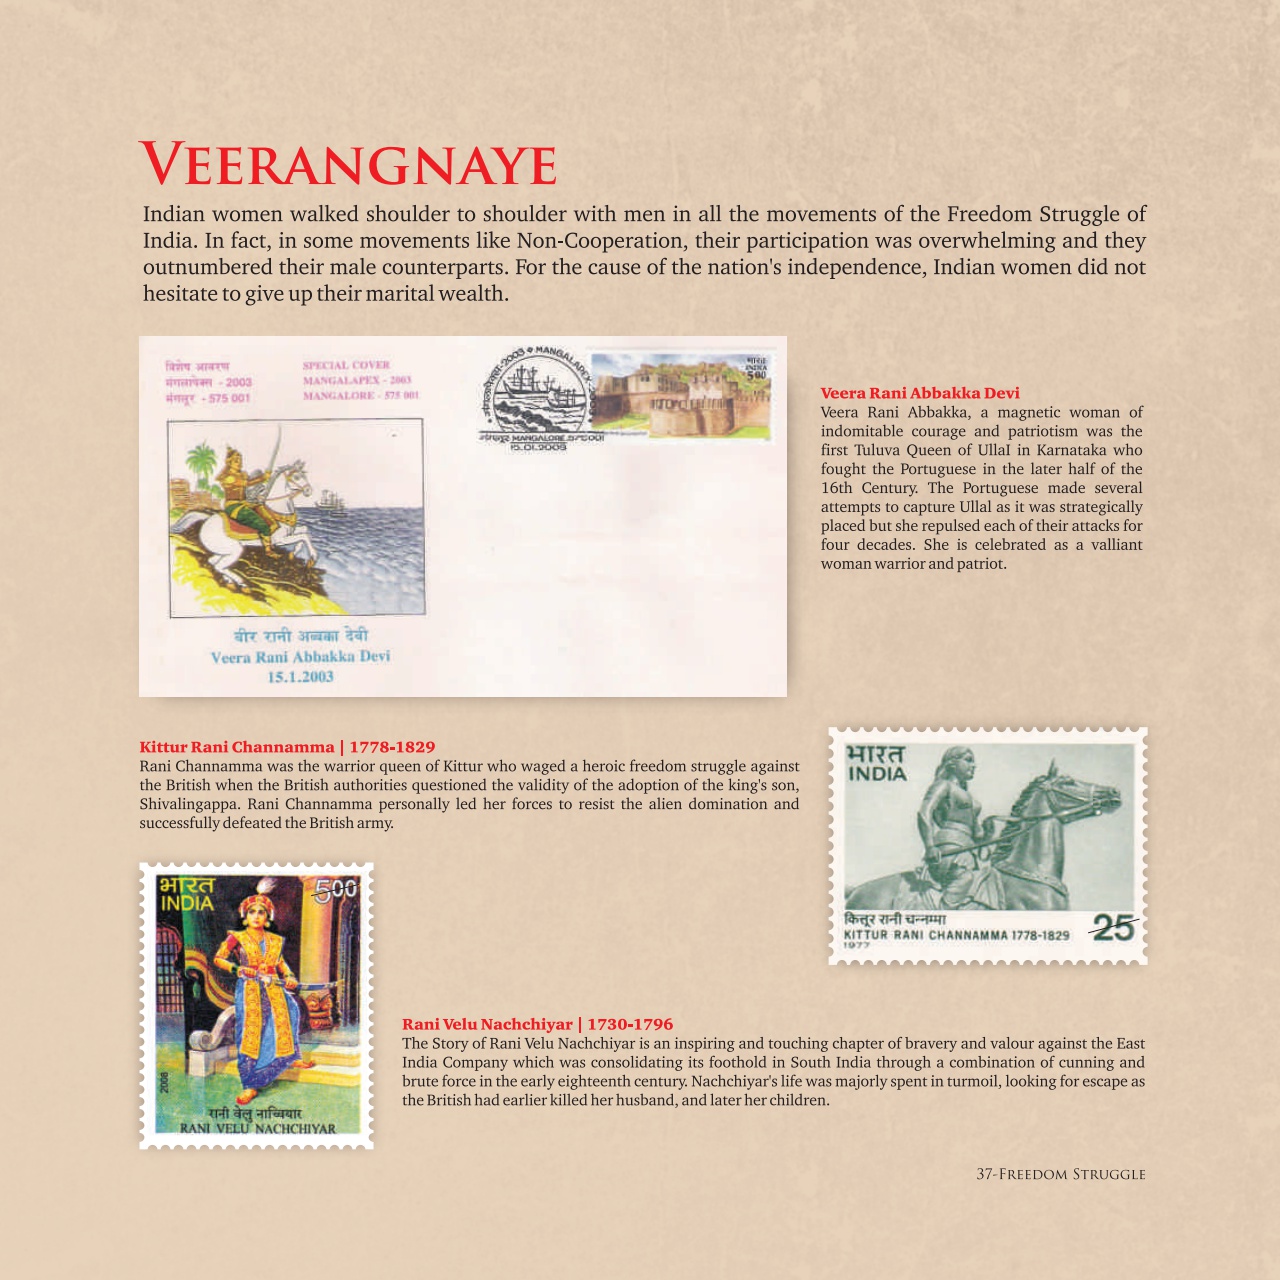 VEERANGNAYE
Indian women walked shoulder to shoulder with men in all the movements of the Freedom Struggle of
India. In fact, in some movements like Non-Cooperation, their participation was overwhelming and they
outnumbered their male counterparts. For the cause of the nation's independence, Indian women did not
hesitate to give up their marital wealth.
विशेष आवरण
मंगलापेक्स - 2003
मंगलूर - 575 001
SPECIAL COVER
MANGALAPEX - 2003
MANGALORE - 575 001
2003 MANGALAPEX-2003
मंगलूर MANGALORE.575001
15.01.2003
भारत
INDIA
500
वीर रानी अब्बका देवी
Veera Rani Abbakka Devi
15.1.2003
Veera Rani Abbakka Devi
Veera Rani Abbakka, a magnetic woman of
indomitable courage and patriotism was the
first Tuluva Queen of Ullal in Karnataka who
fought the Portuguese in the later half of the
16th Century. The Portuguese made several
attempts to capture Ullal as it was strategically
placed but she repulsed each of their attacks for
four decades. She is celebrated as a valliant
woman warrior and patriot.
Kittur Rani Channamma | 1778-1829
Rani Channamma was the warrior queen of Kittur who waged a heroic freedom struggle against
the British when the British authorities questioned the validity of the adoption of the king's son,
Shivalingappa. Rani Channamma personally led her forces to resist the alien domination and
successfully defeated the British army.
भारत
INDIA
कित्तूर रानी चन्नम्मा
KITTUR RANI CHANNAMMA 1778-1829
25
1977
भारत
INDIA
500
2008
रानी वेलु नाच्चियार
RANI VELU NACHCHIYAR
Rani Velu Nachchiyar | 1730-1796
The Story of Rani Velu Nachchiyar is an inspiring and touching chapter of bravery and valour against the East
India Company which was consolidating its foothold in South India through a combination of cunning and
brute force in the early eighteenth century. Nachchiyar's life was majorly spent in turmoil, looking for escape as
the British had earlier killed her husband, and later her children.
37-FREEDOM STRUGGLE